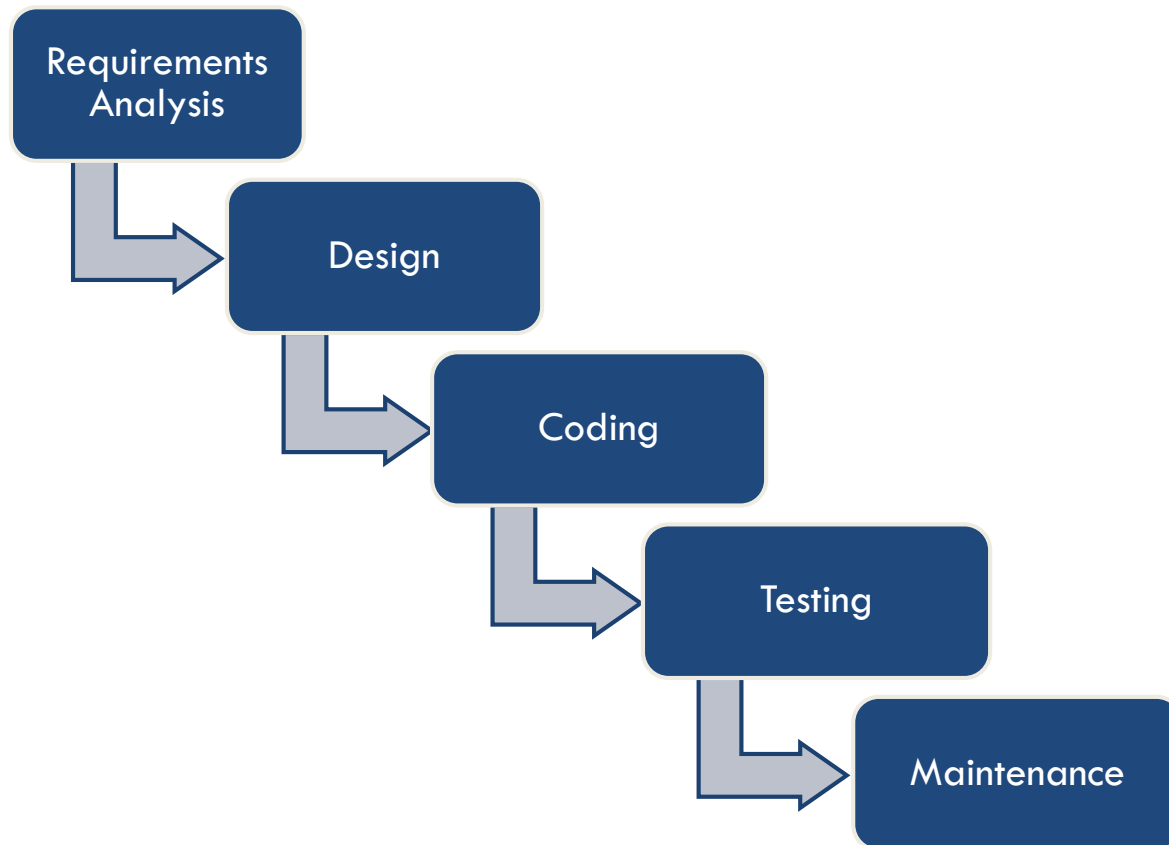 Requirements
Analysis
Design
Coding
Testing
Maintenance